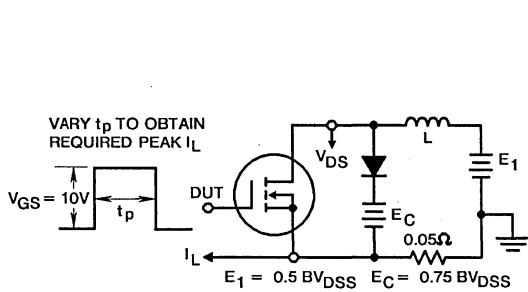 VARY tp TO OBTAIN
REQUIRED PEAK IL
VGS = 10V
tp
DUT
VDS
L
E1
EC
0.05Ω
IL
E1 = 0.5 BVDSS EC = 0.75 BVDSS